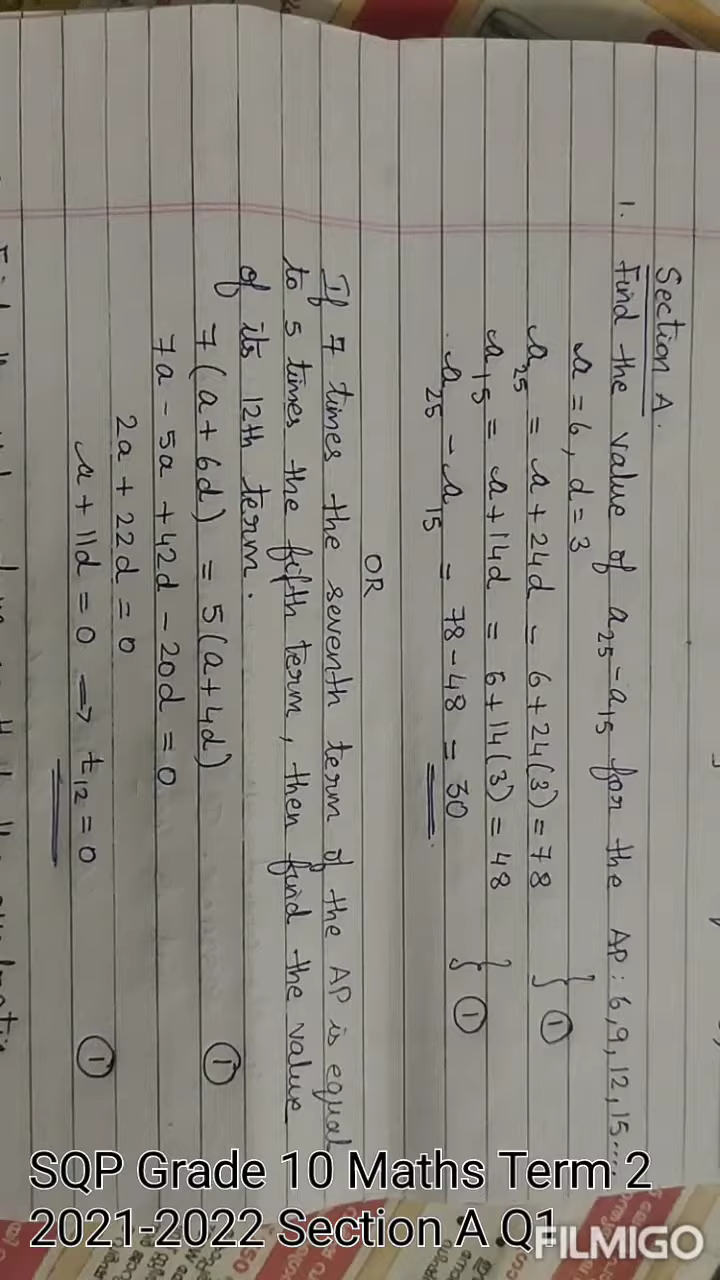 Section A.
1. Find the value of a₂₅ - a₁₅ for the AP: 6, 9, 12, 15....
a = 6, d = 3
a₂₅ = a + 24d = 6 + 24(3) = 78 } ①
a₁₅ = a + 14d = 6 + 14(3) = 48
a₂₅ - a₁₅ = 78 - 48 = 30 } ①
OR
If 7 times the seventh term of the AP is equal
to 5 times the fifth term, then find the value
of its 12th term.
7(a + 6d) = 5(a + 4d) ①
7a - 5a + 42d - 20d = 0
2a + 22d = 0
a + 11d = 0 ⇒ t₁₂ = 0 ①
SQP Grade 10 Maths Term 2
2021-2022 Section A Q1
FILMIGO